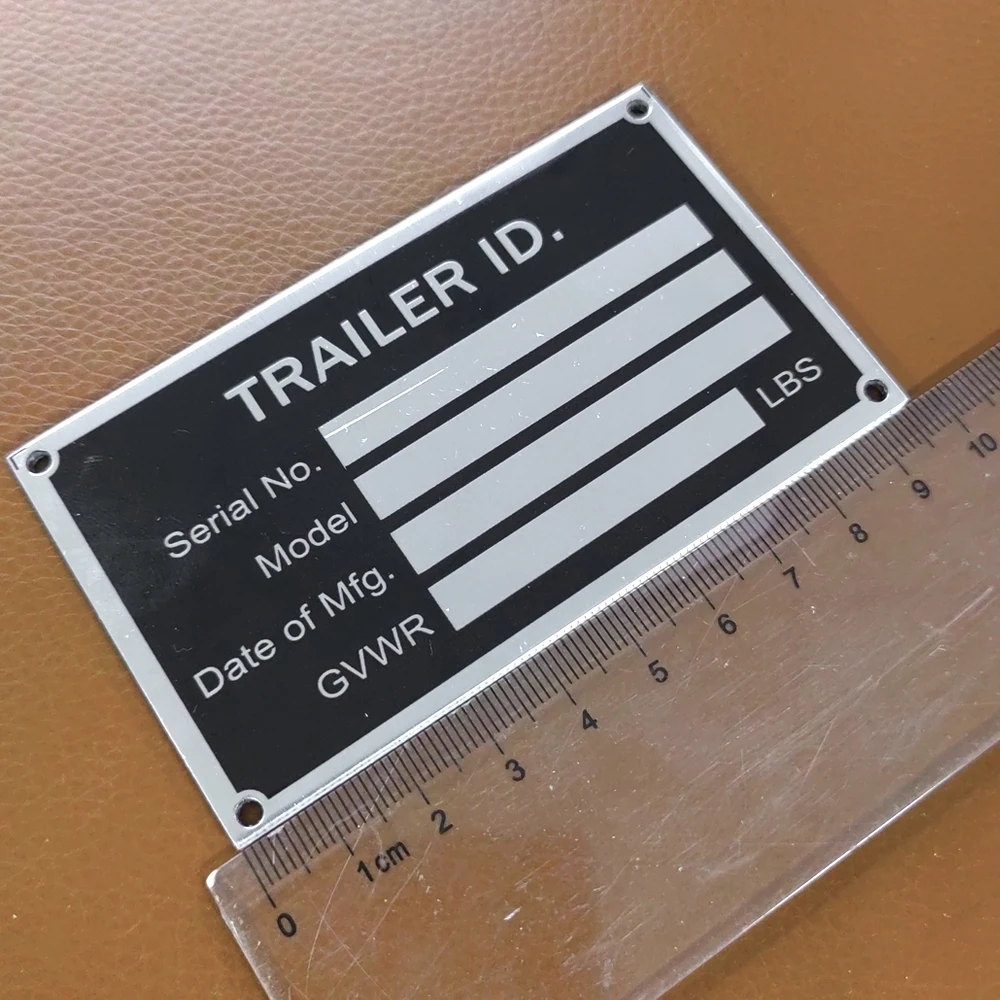 TRAILER ID.
Serial No.
Model
Date of Mfg.
GVWR LBS
0 1cm 2 3 4 5 6 7 8 9 10